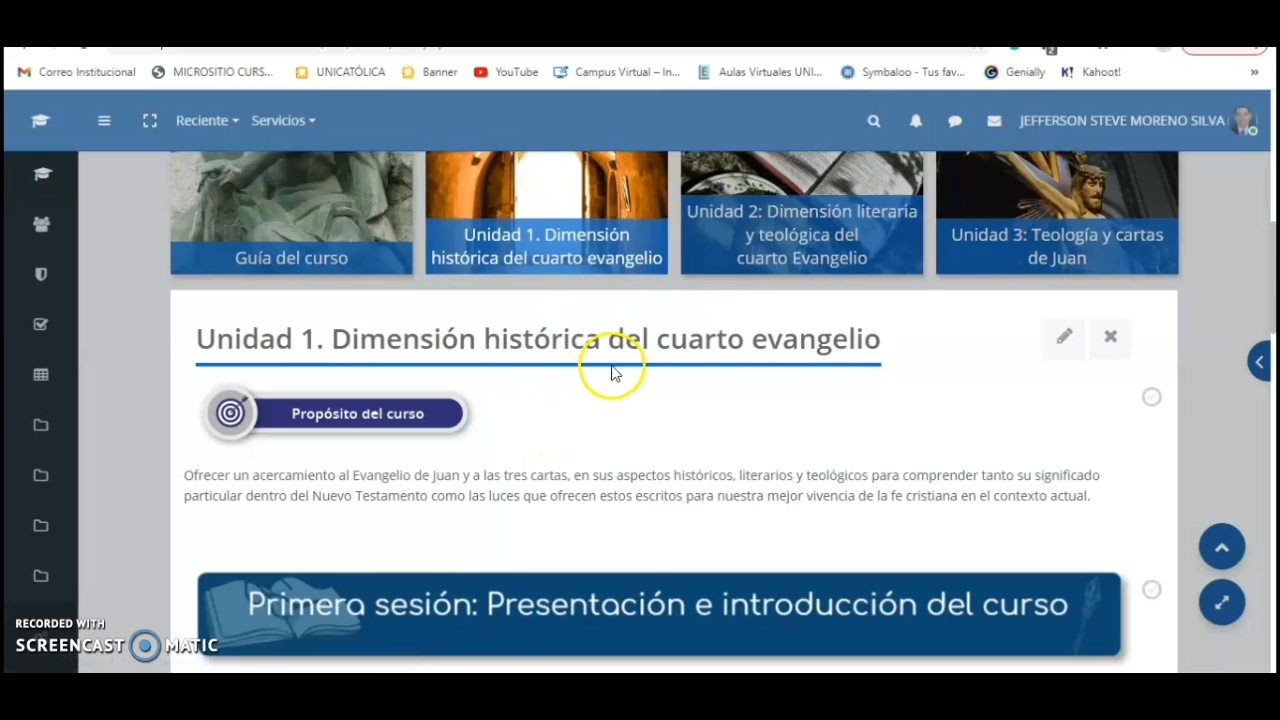 Correo Institucional MICROSITIO CURS... UNICATÓLICA Banner YouTube Campus Virtual – In... Aulas Virtuales UNI... Symbaloo - Tus fav... Genially K! Kahoot! »
Reciente Servicios JEFFERSON STEVE MORENO SILVA
Guía del curso
Unidad 1. Dimensión
histórica del cuarto evangelio
Unidad 2: Dimensión literaria
y teológica del
cuarto Evangelio
Unidad 3: Teología y cartas
de Juan
Unidad 1. Dimensión histórica del cuarto evangelio
Propósito del curso
Ofrecer un acercamiento al Evangelio de Juan y a las tres cartas, en sus aspectos históricos, literarios y teológicos para comprender tanto su significado
particular dentro del Nuevo Testamento como las luces que ofrecen estos escritos para nuestra mejor vivencia de la fe cristiana en el contexto actual.
Primera sesión: Presentación e introducción del curso
RECORDED WITH
SCREENCAST MATIC